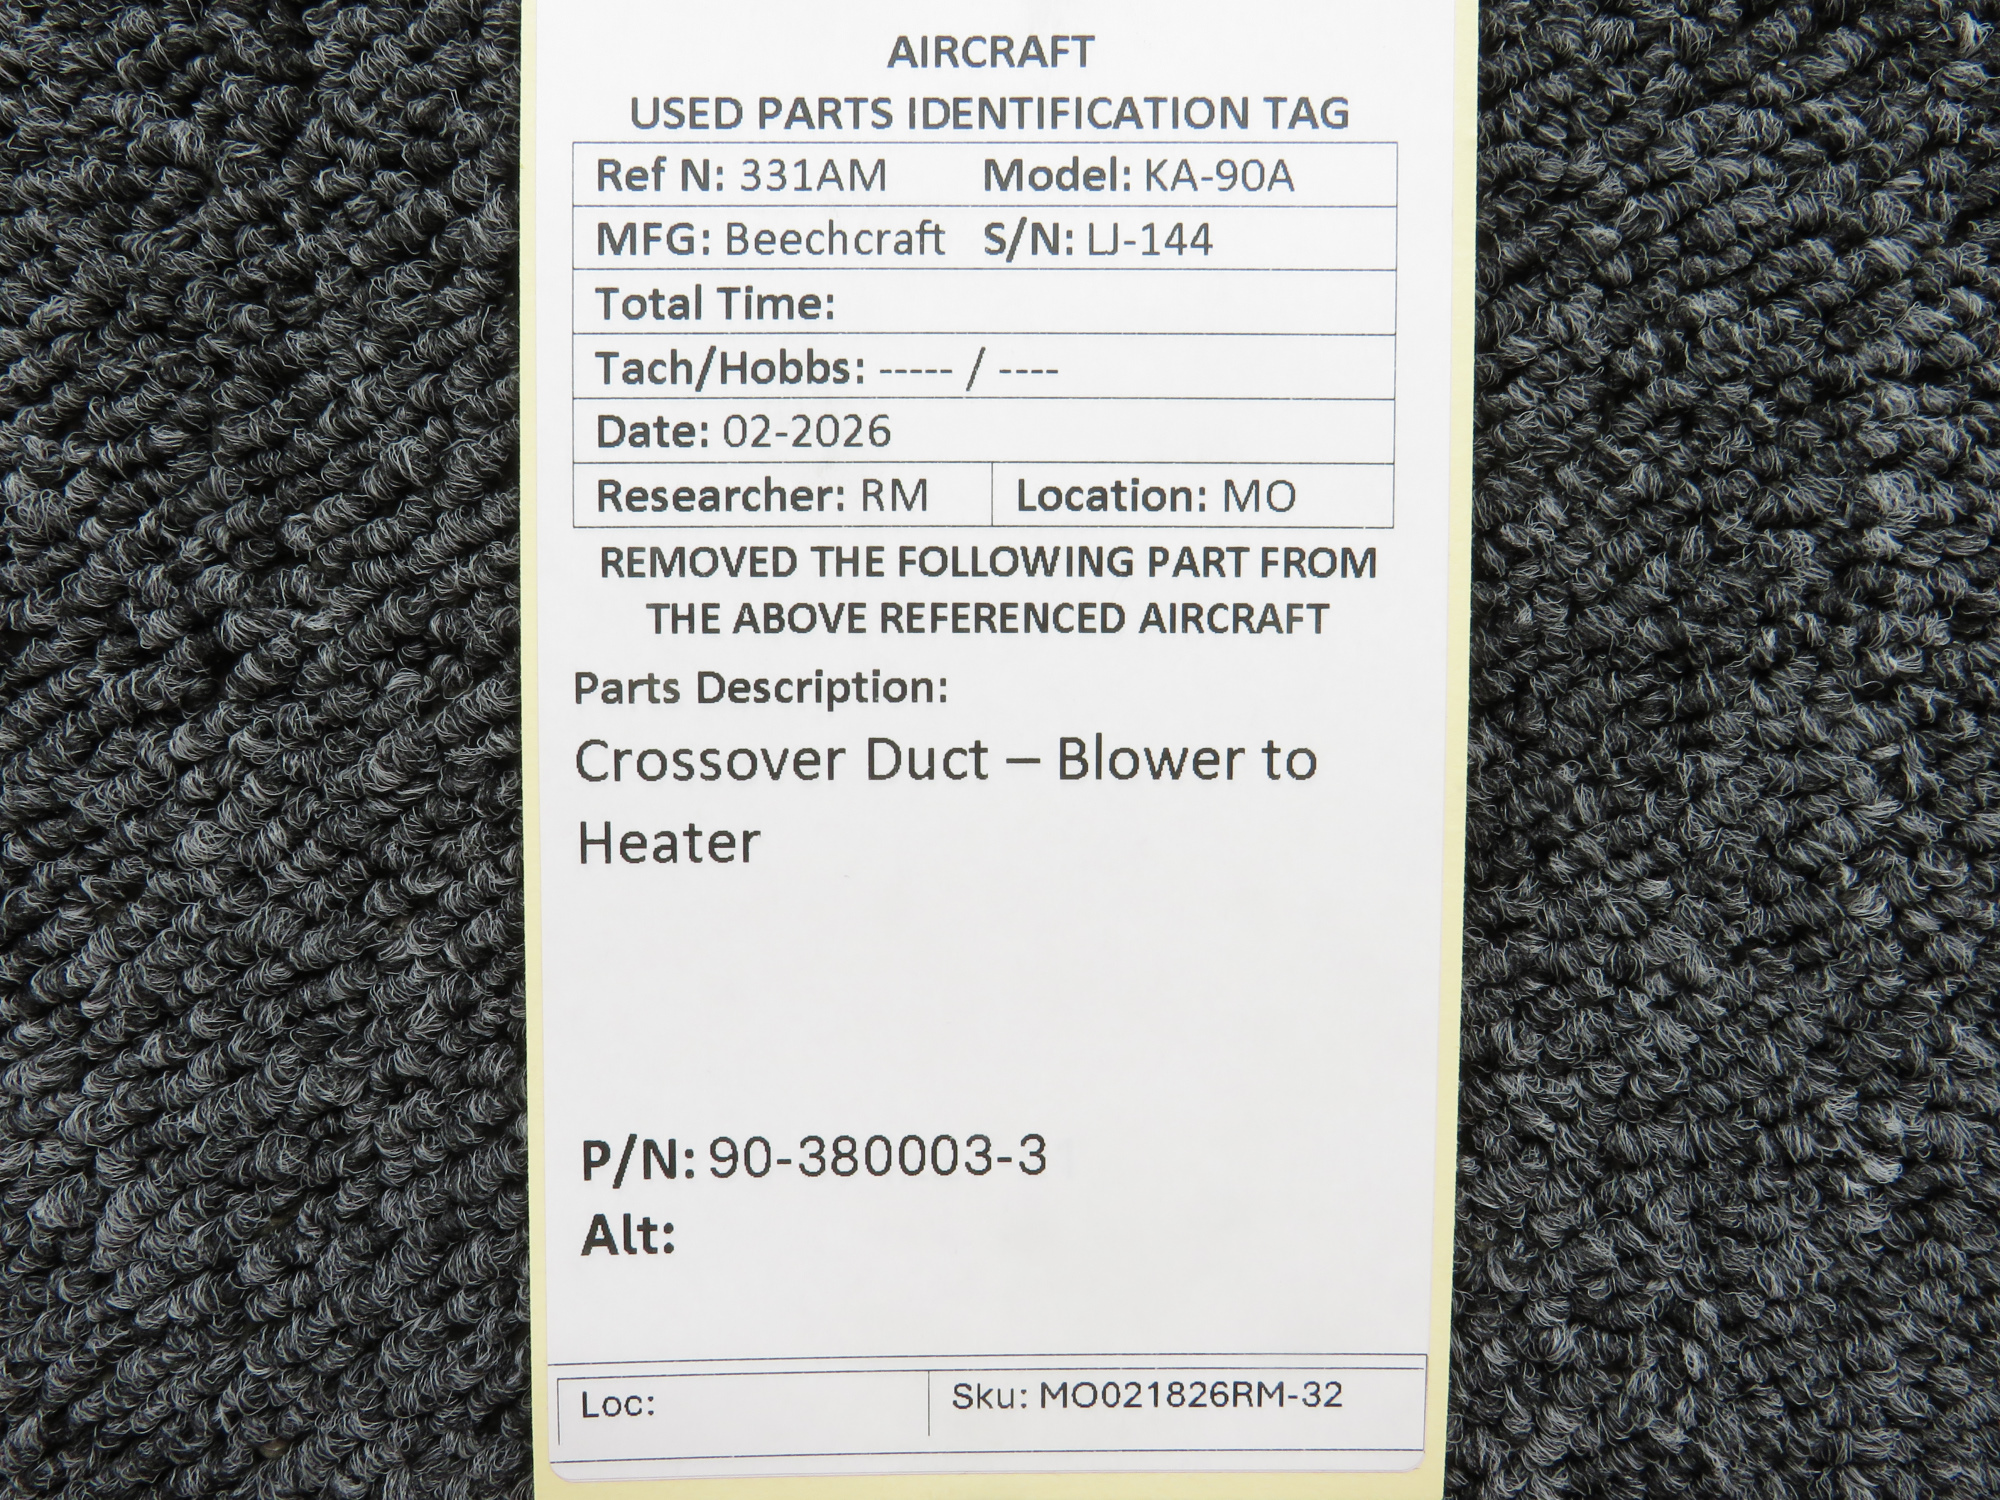 AIRCRAFT
USED PARTS IDENTIFICATION TAG
Ref N: 331AM Model: KA-90A
MFG: Beechcraft S/N: LJ-144
Total Time:
Tach/Hobbs: ----- / ----
Date: 02-2026
Researcher: RM Location: MO
REMOVED THE FOLLOWING PART FROM
THE ABOVE REFERENCED AIRCRAFT
Parts Description:
Crossover Duct – Blower to
Heater
P/N: 90-380003-3
Alt:
Loc: Sku: MO021826RM-32